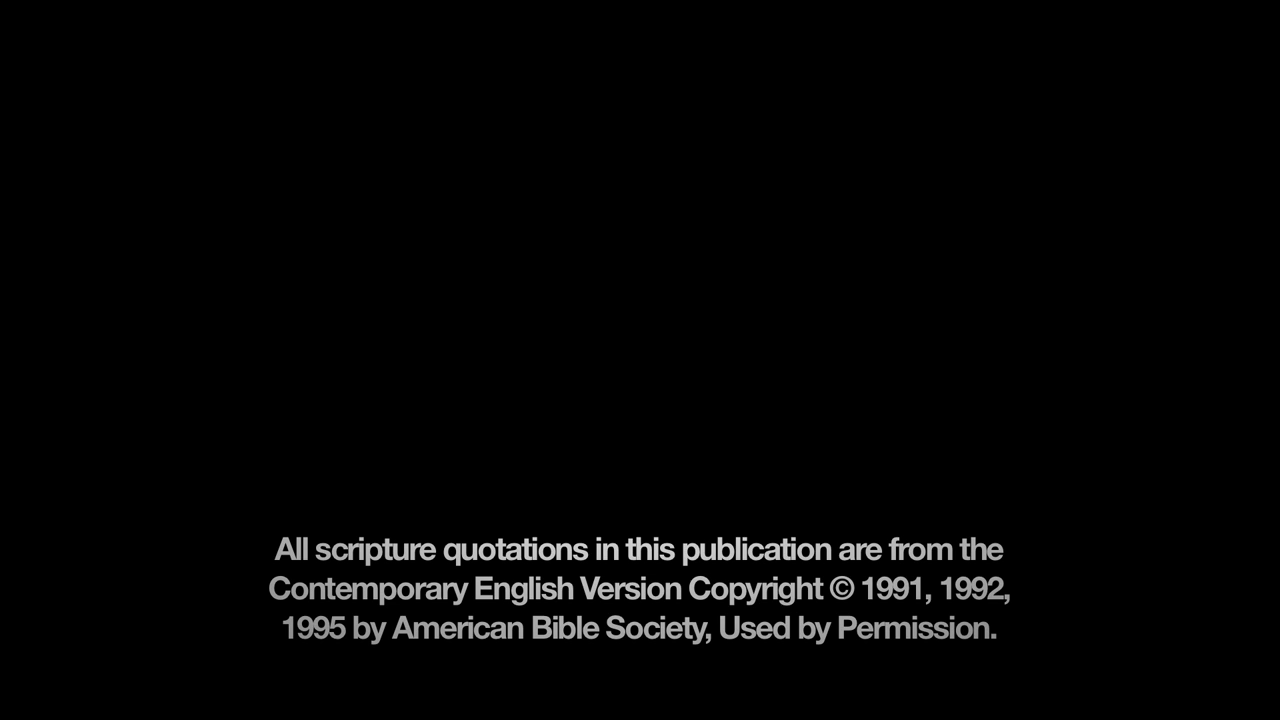 All scripture quotations in this publication are from the
Contemporary English Version Copyright © 1991, 1992,
1995 by American Bible Society, Used by Permission.